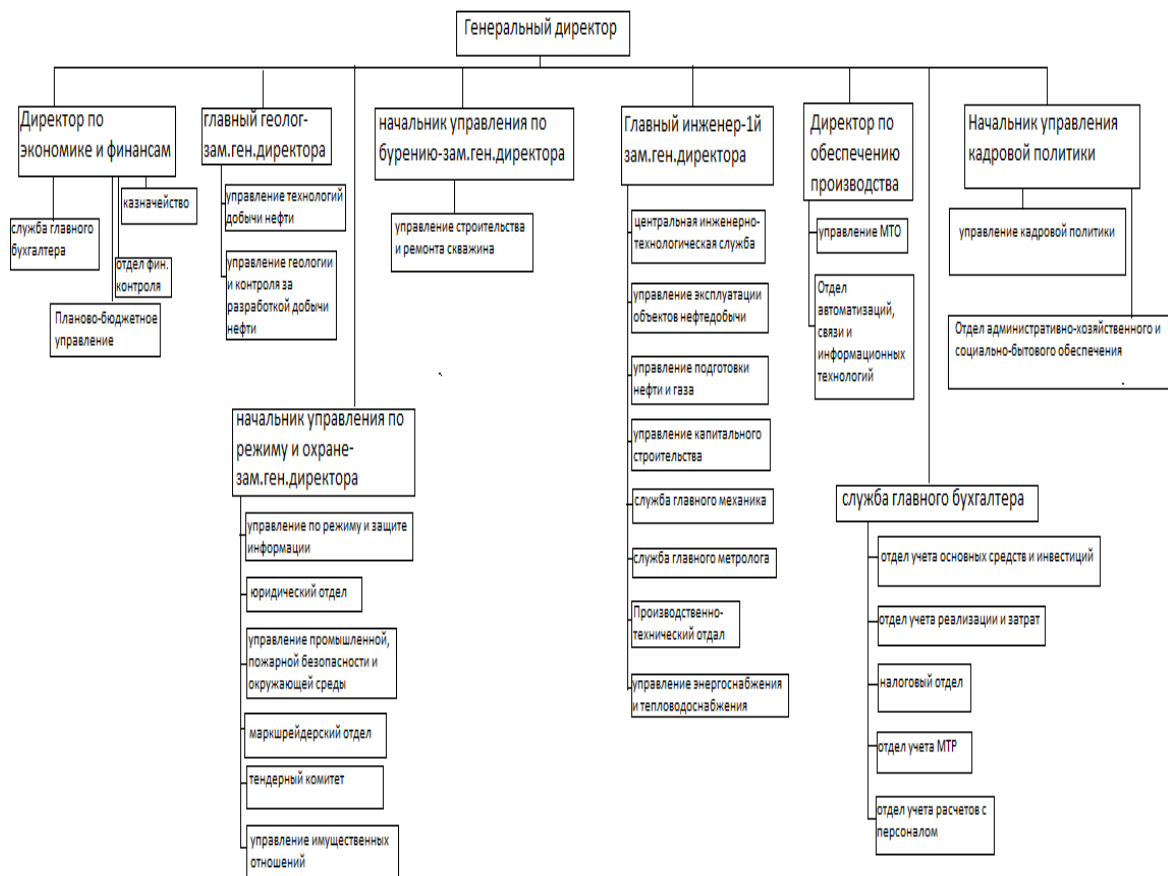 Генеральный директор
Директор по
экономике и финансам
казначейство
служба главного
бухгалтера
отдел фин.
контроля
Планово-бюджетное
управление
главный геолог-
зам.ген.директора
управление технологий
добычи нефти
управление геологии
и контроля за
разработкой добычи
нефти
начальник управления по
бурению-зам.ген.директора
управление строительства
и ремонта скважина
Главный инженер-1й
зам.ген.директора
центральная инженерно-
технологическая служба
управление эксплуатации
объектов нефтедобычи
управление подготовки
нефти и газа
управление капитального
строительства
служба главного механика
служба главного метролога
Производственно-
технический отдал
управление энергоснабжения
и тепловодоснабжения
Директор по
обеспечению
производства
управление МТО
Отдел
автоматизаций,
связи и
информационных
технологий
Начальник управления
кадровой политики
управление кадровой политики
Отдел административно-хозяйственного и
социально-бытового обеспечения
начальник управления по
режиму и охране-
зам.ген.директора
управление по режиму и защите
информации
юридический отдел
управление промышленной,
пожарной безопасности и
окружающей среды
маркшрейдерский отдел
тендерный комитет
управление имущественных
отношений
служба главного бухгалтера
отдел учета основных средств и инвестиций
отдел учета реализации и затрат
налоговый отдел
отдел учета МТР
отдел учета расчетов с
персоналом